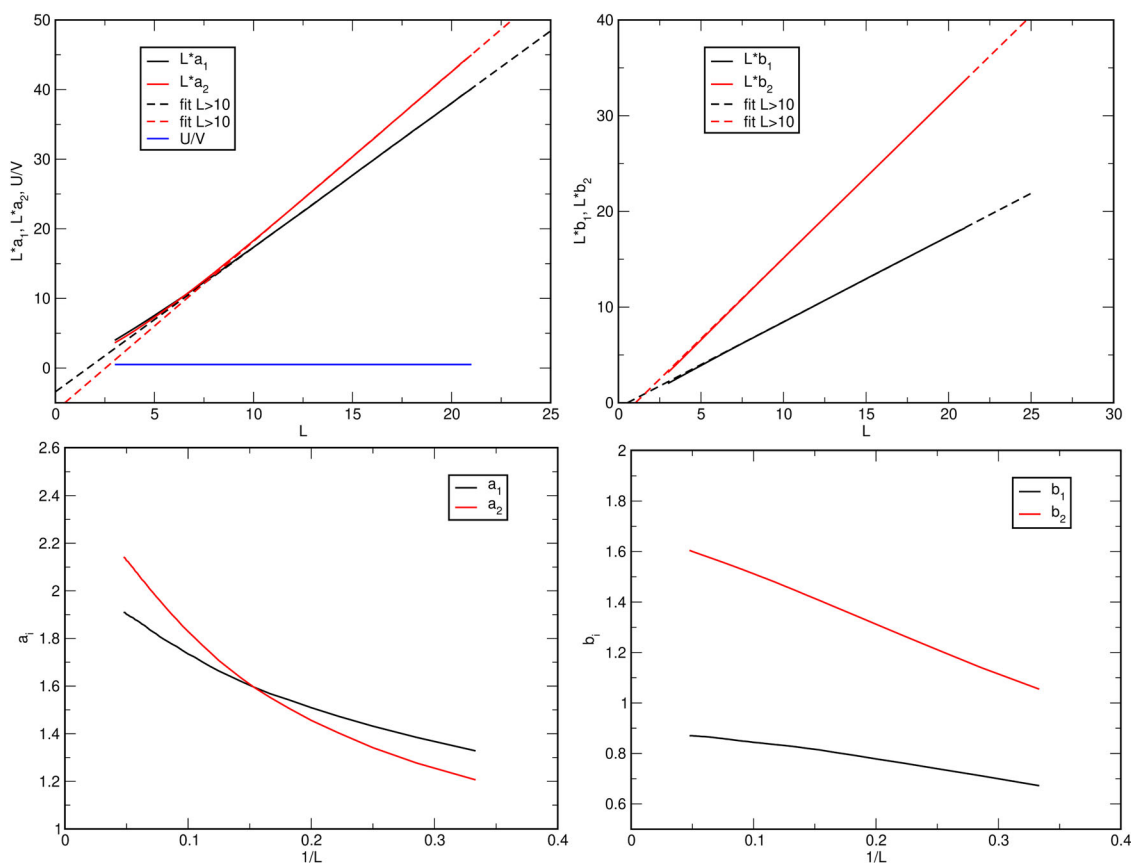 50
40
30
20
10
0
L*a1, L*a2, U/V
L*a1
L*a2
fit L>10
fit L>10
U/V
0 5 10 15 20 25
L
40
30
20
10
0
L*b1, L*b2
L*b1
L*b2
fit L>10
fit L>10
0 5 10 15 20 25 30
L
2.6
2.4
2.2
2
1.8
1.6
1.4
1.2
1
ai
a1
a2
0 0.1 0.2 0.3 0.4
1/L
2
1.8
1.6
1.4
1.2
1
0.8
0.6
bi
b1
b2
0 0.1 0.2 0.3 0.4
1/L